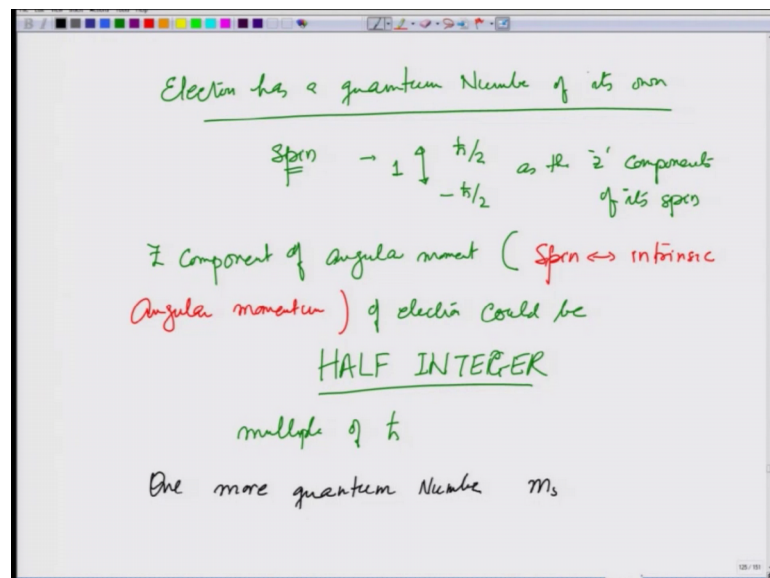 Electron has a quantum Number of its own
Spin → 1 ↕ ħ/2 as the 'z' components
-ħ/2 of its spin
Z component of angular moment ( Spin ↔ intrinsic
Angular momentum ) of electron could be
HALF INTEGER
multiple of ħ
One more quantum Number ms
125 / 151